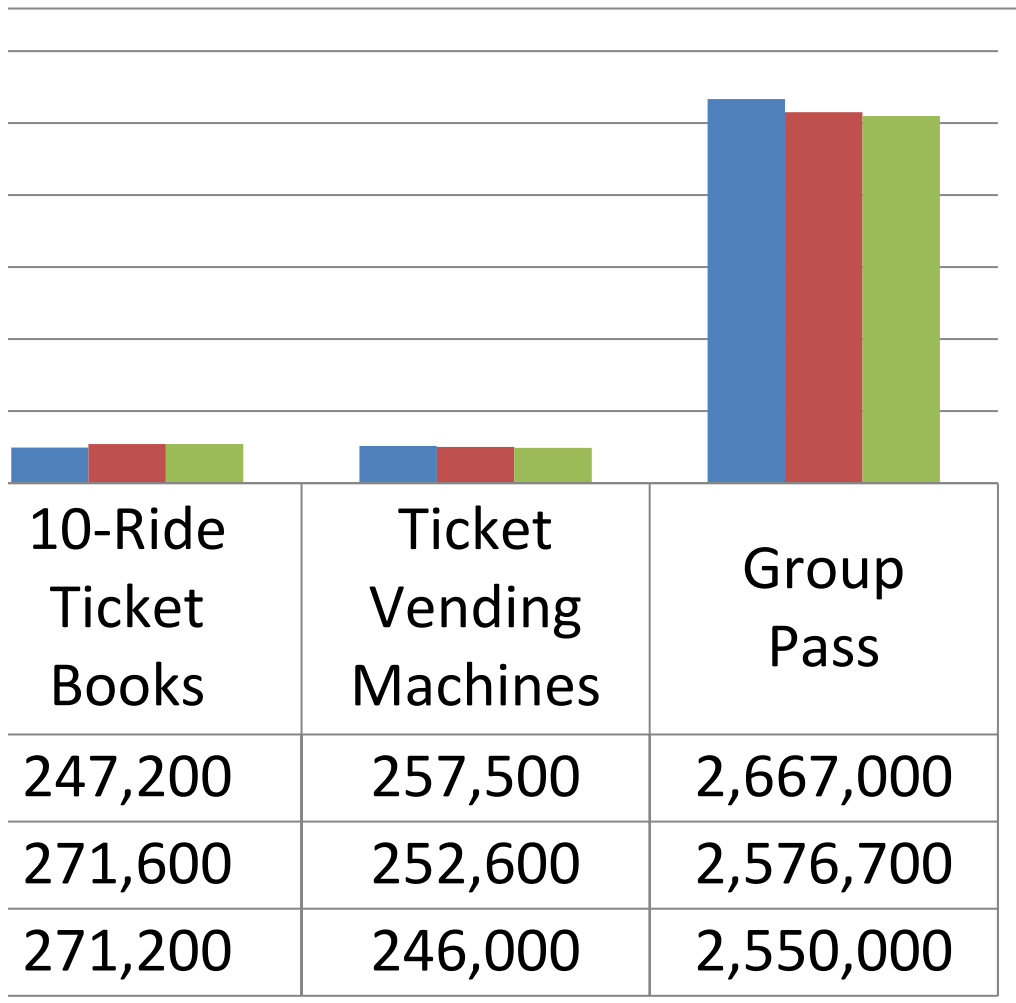 10-Ride
Ticket
Books
Ticket
Vending
Machines
Group
Pass
247,200 257,500 2,667,000
271,600 252,600 2,576,700
271,200 246,000 2,550,000